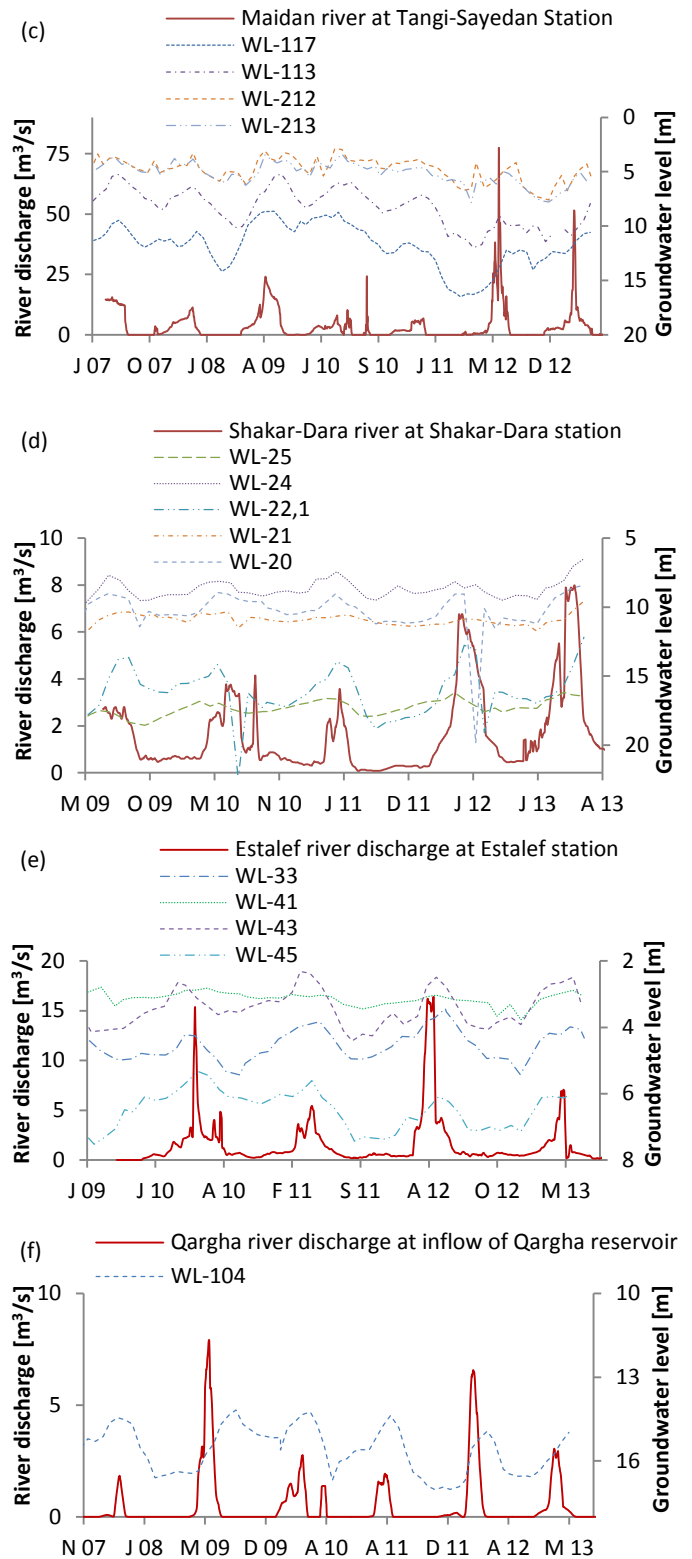 (c)
Maidan river at Tangi-Sayedan Station
WL-117
WL-113
WL-212
WL-213
River discharge [m³/s]
75
50
25
0
Groundwater level [m]
0
5
10
15
20
J 07 O 07 J 08 A 09 J 10 S 10 J 11 M 12 D 12
(d)
Shakar-Dara river at Shakar-Dara station
WL-25
WL-24
WL-22,1
WL-21
WL-20
River discharge [m³/s]
10
8
6
4
2
0
Groundwater level [m]
5
10
15
20
M 09 O 09 M 10 N 10 J 11 D 11 J 12 J 13 A 13
(e)
Estalef river discharge at Estalef station
WL-33
WL-41
WL-43
WL-45
River discharge [m³/s]
20
15
10
5
0
Groundwater level [m]
2
4
6
8
J 09 J 10 A 10 F 11 S 11 A 12 O 12 M 13
(f)
Qargha river discharge at inflow of Qargha reservoir
WL-104
River discharge [m³/s]
10
5
0
Groundwater level [m]
10
13
16
N 07 J 08 M 09 D 09 A 10 A 11 D 11 A 12 M 13